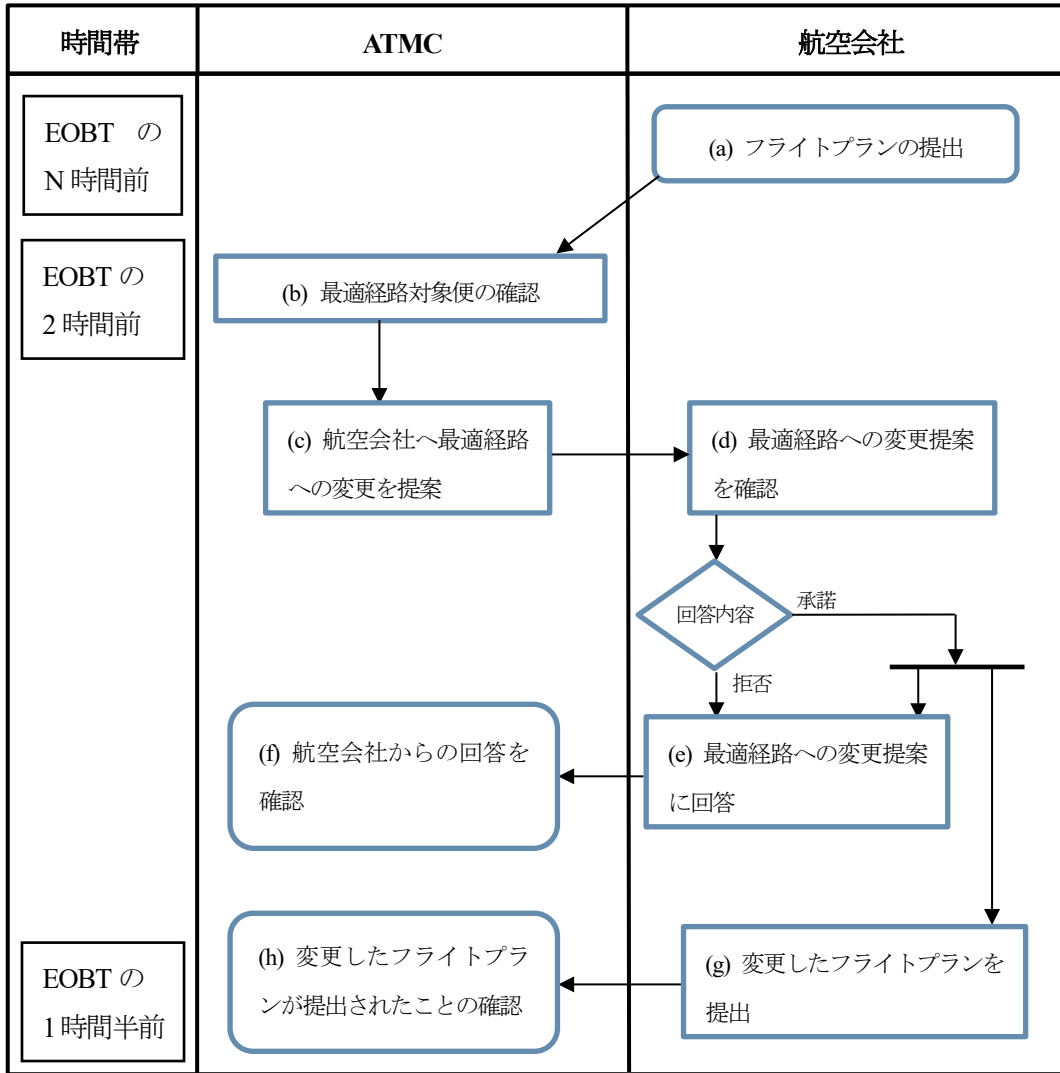 時間帯
ATMC
航空会社
EOBT の
N 時間前
(a) フライトプランの提出
EOBT の
2 時間前
(b) 最適経路対象便の確認
(c) 航空会社へ最適経路
への変更を提案
(d) 最適経路への変更提案
を確認
回答内容
承諾
拒否
(e) 最適経路への変更提案
に回答
(f) 航空会社からの回答を
確認
EOBT の
1 時間半前
(g) 変更したフライトプランを
提出
(h) 変更したフライトプラ
ンが提出されたことの確認